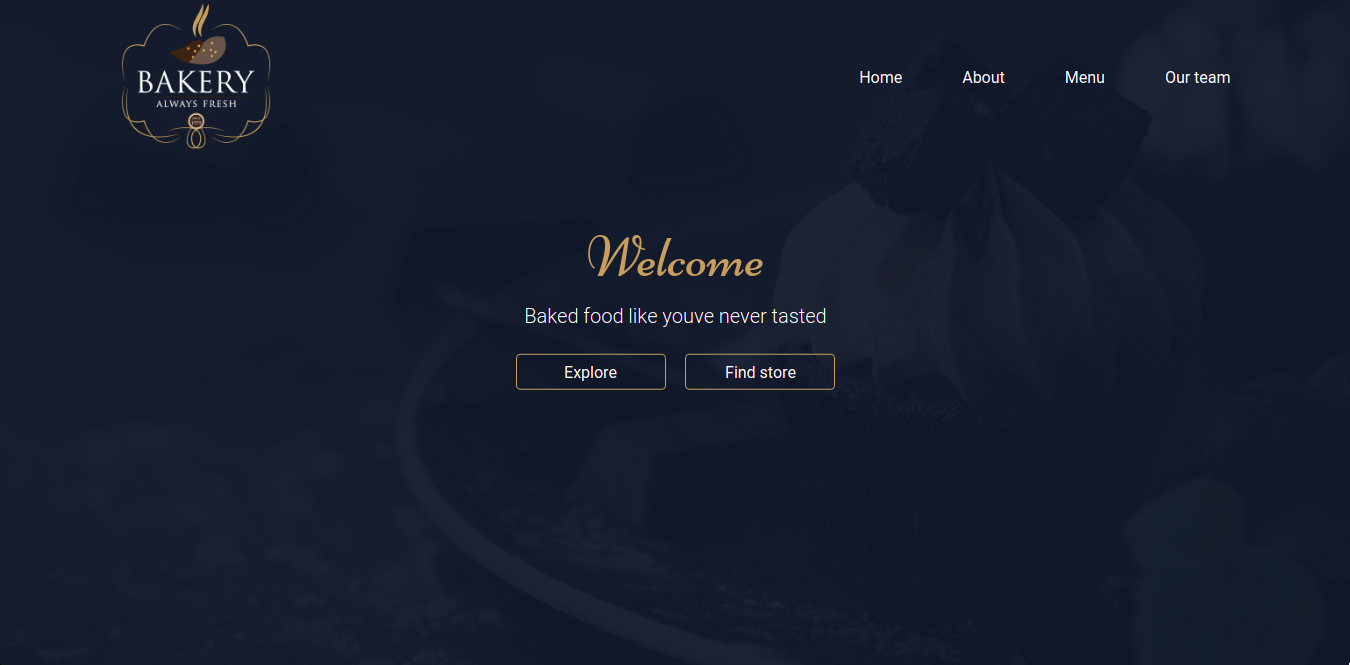 BAKERY
ALWAYS FRESH
Home About Menu Our team
Welcome
Baked food like youve never tasted
Explore Find store